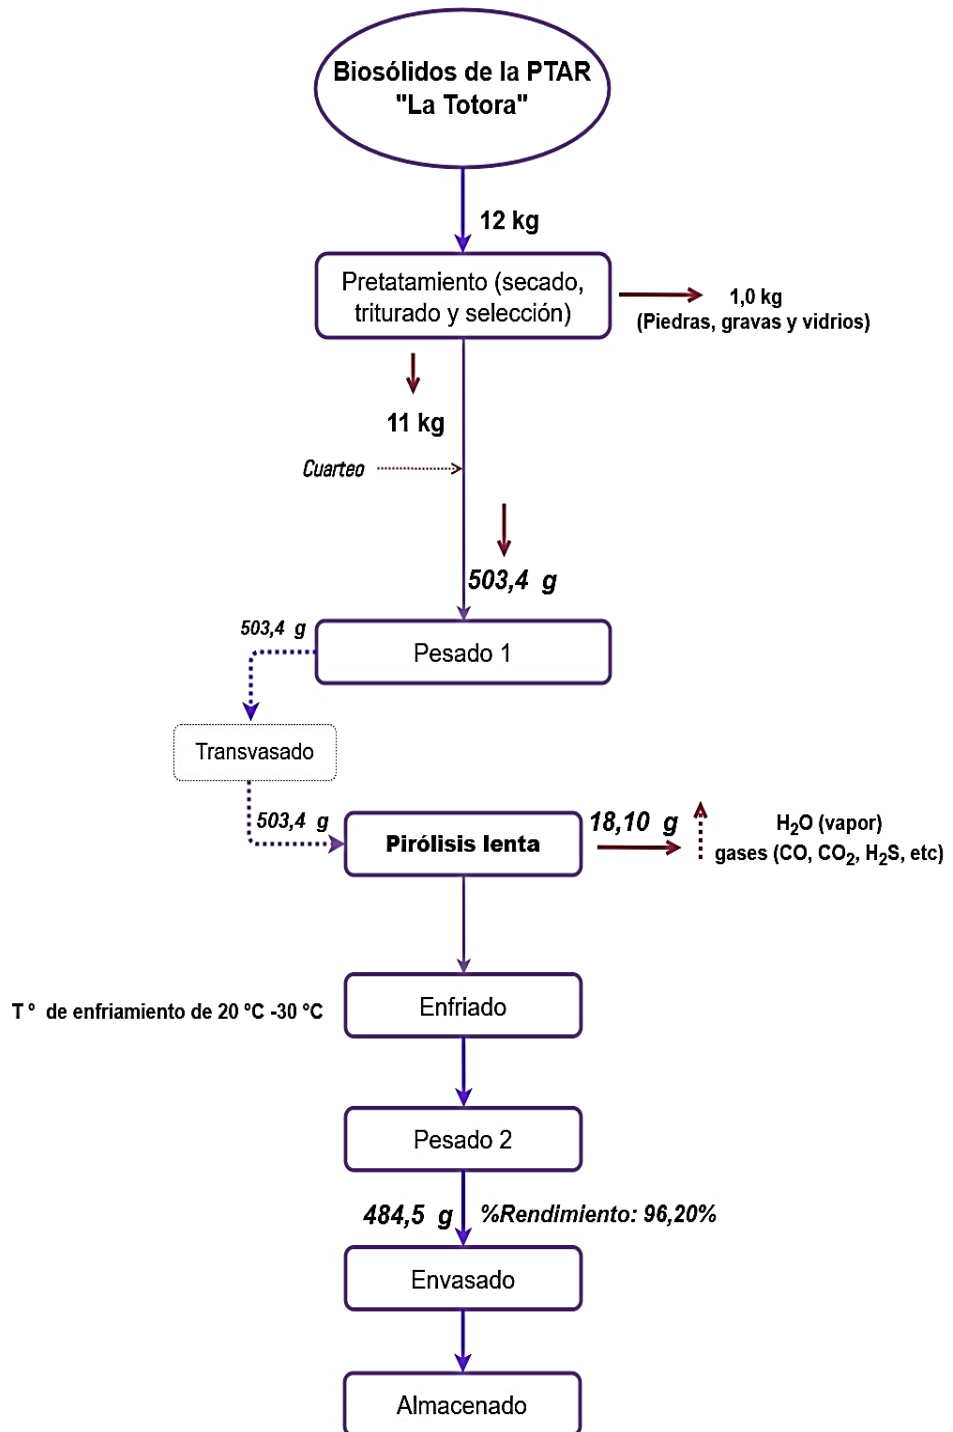 Biosólidos de la PTAR
"La Totora"
12 kg
Pretatamiento (secado,
triturado y selección)
1,0 kg
(Piedras, gravas y vidrios)
11 kg
Cuarteo
503,4 g
503,4 g
Pesado 1
Transvasado
503,4 g
Pirólisis lenta
18,10 g
H₂O (vapor)
gases (CO, CO₂, H₂S, etc)
T º de enfriamiento de 20 ºC -30 ºC
Enfriado
Pesado 2
484,5 g
%Rendimiento: 96,20%
Envasado
Almacenado